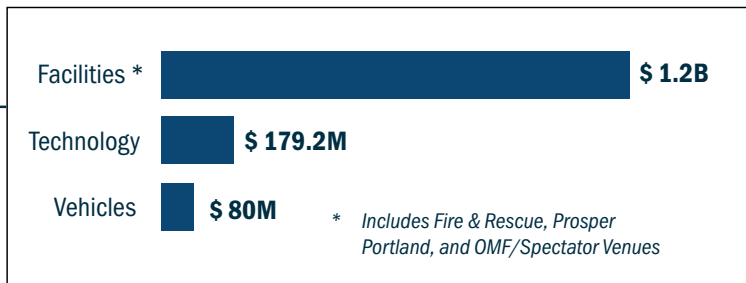 Facilities * $ 1.2B
Technology $ 179.2M
Vehicles $ 80M
* Includes Fire & Rescue, Prosper
Portland, and OMF/Spectator Venues